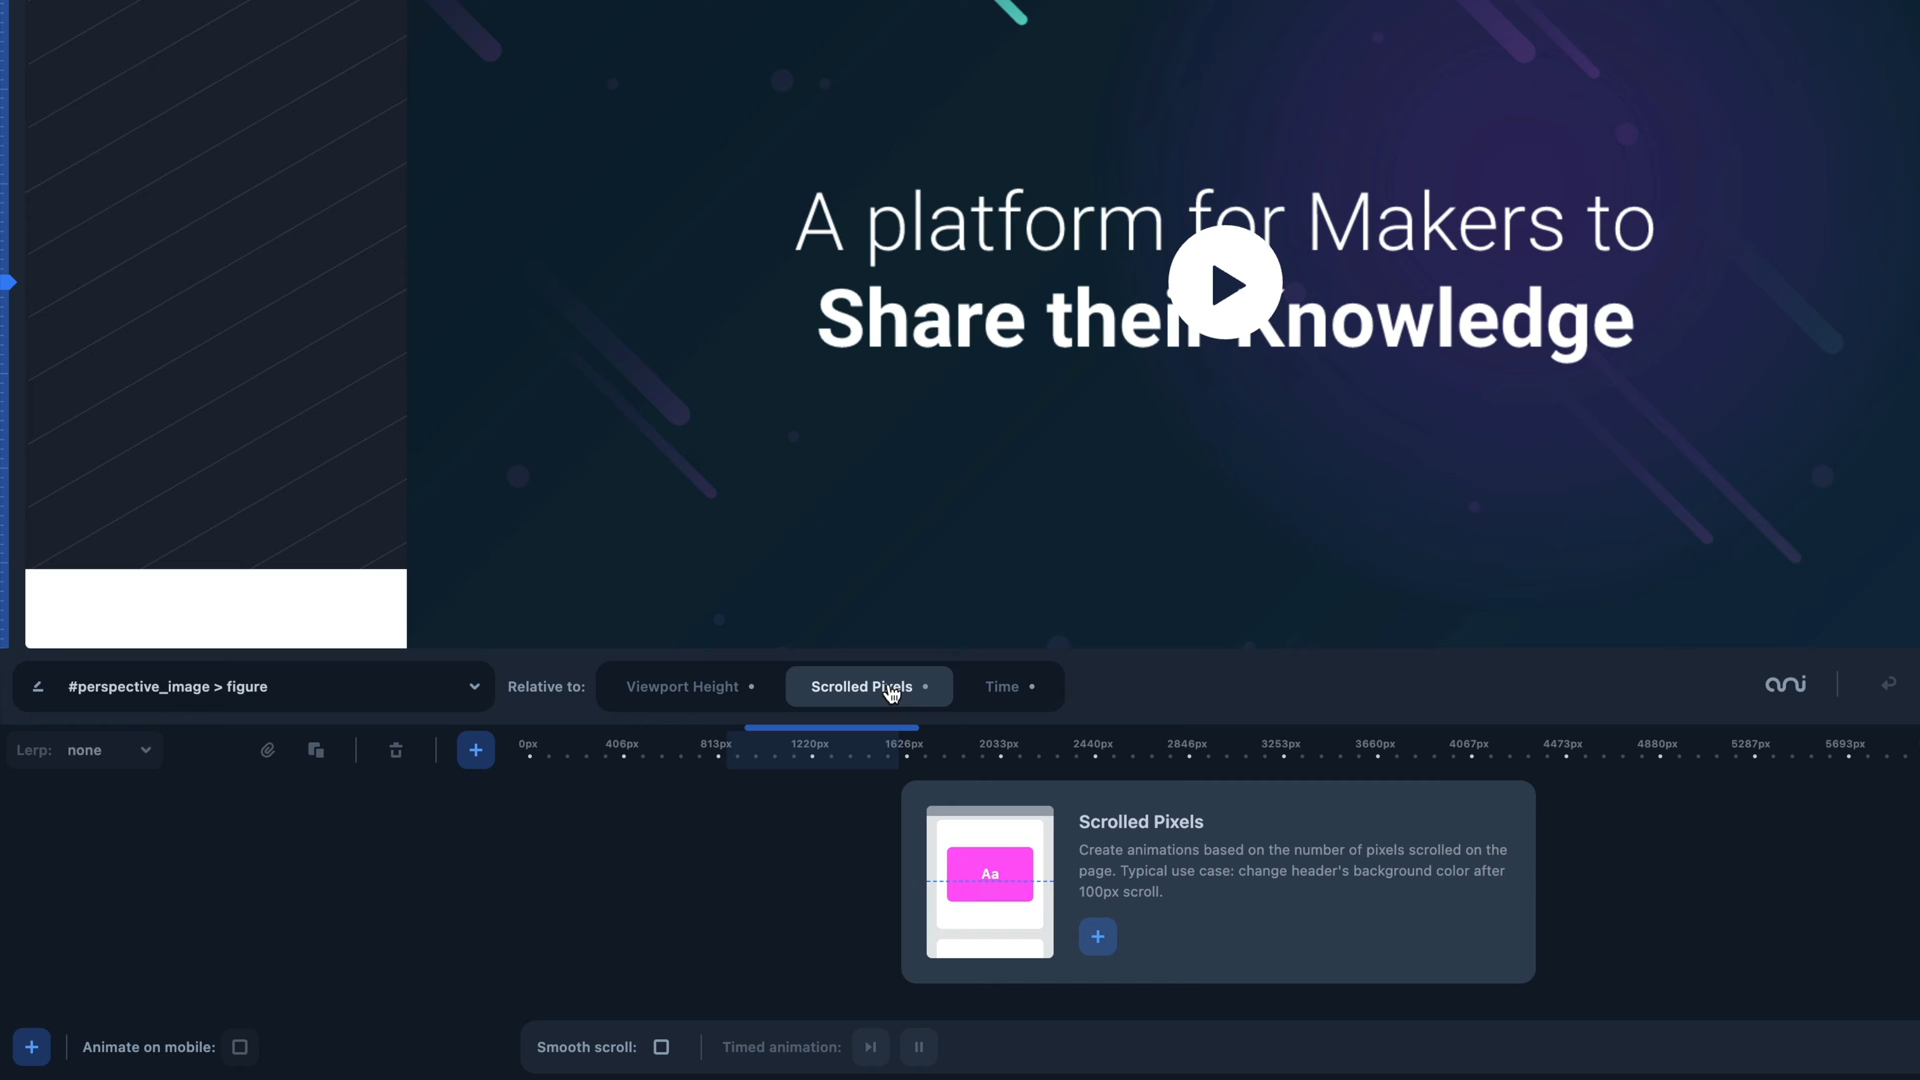 A platform for Makers to
Share their Knowledge
#perspective_image > figure
Relative to:
Viewport Height
Scrolled Pixels
Time
ani
Lerp: none
0px 406px 813px 1220px 1626px 2033px 2440px 2846px 3253px 3660px 4067px 4473px 4880px 5287px 5693px
Aa
Scrolled Pixels
Create animations based on the number of pixels scrolled on the
page. Typical use case: change header's background color after
100px scroll.
Animate on mobile:
Smooth scroll:
Timed animation: